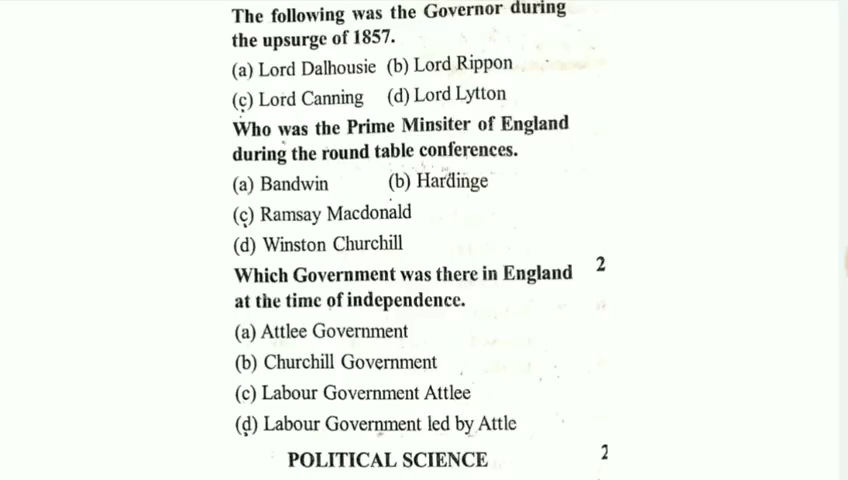 The following was the Governor during
the upsurge of 1857.
(a) Lord Dalhousie (b) Lord Rippon
(c) Lord Canning (d) Lord Lytton
Who was the Prime Minsiter of England
during the round table conferences.
(a) Bandwin (b) Hardinge
(c) Ramsay Macdonald
(d) Winston Churchill
Which Government was there in England 2
at the time of independence.
(a) Attlee Government
(b) Churchill Government
(c) Labour Government Attlee
(d) Labour Government led by Attle
POLITICAL SCIENCE 2